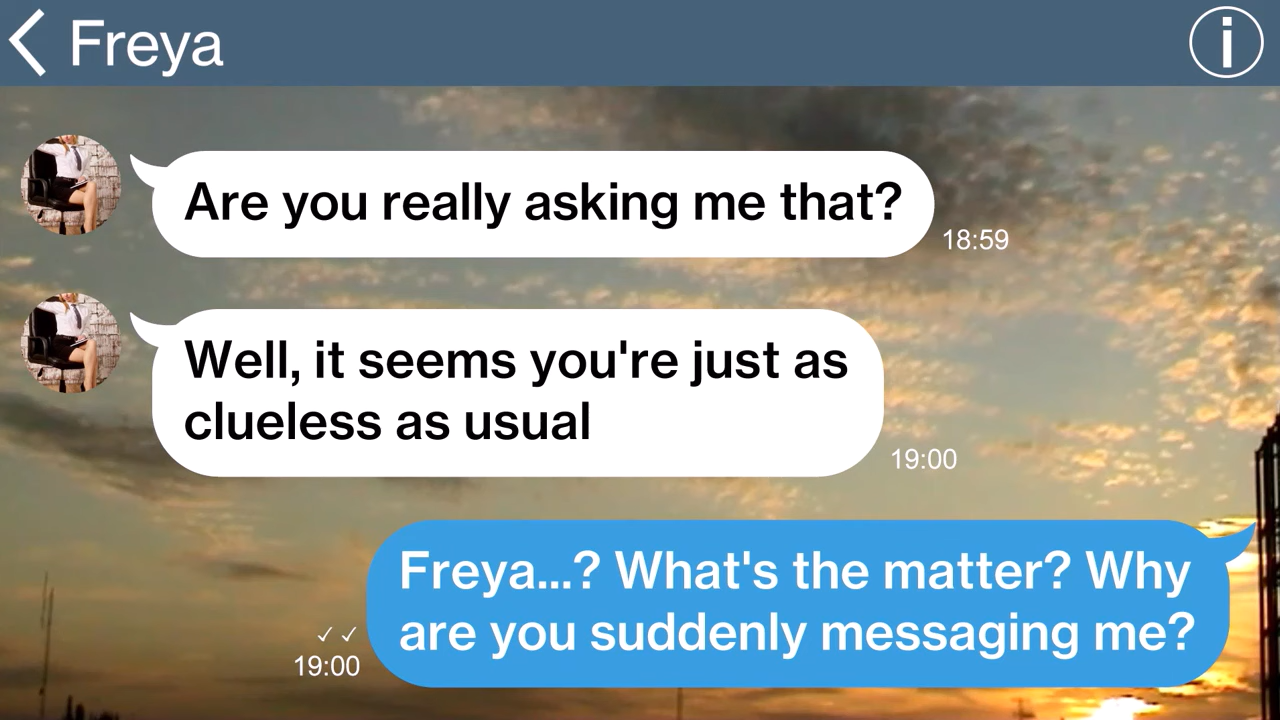 Freya
Are you really asking me that?
18:59
Well, it seems you're just as
clueless as usual
19:00
Freya...? What's the matter? Why
are you suddenly messaging me?
19:00